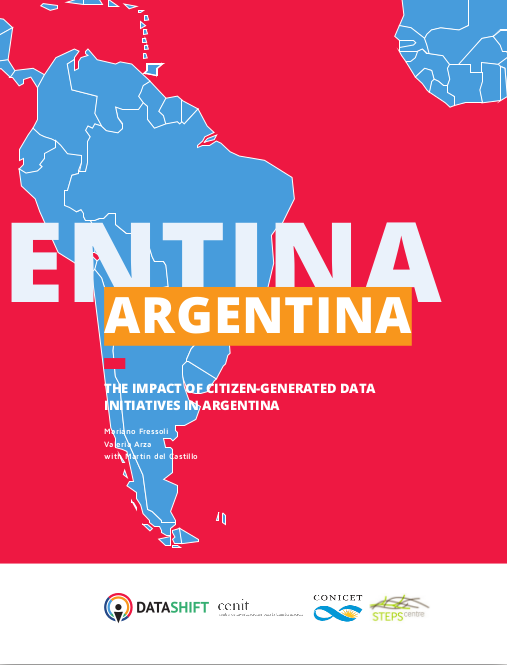 ENTINA
ARGENTINA
THE IMPACT OF CITIZEN-GENERATED DATA
INITIATIVES IN ARGENTINA
Mariano Fressoli
Valeria Arza
with Martin del Castillo
DATASHIFT
cenit
CONICET
STEPS centre